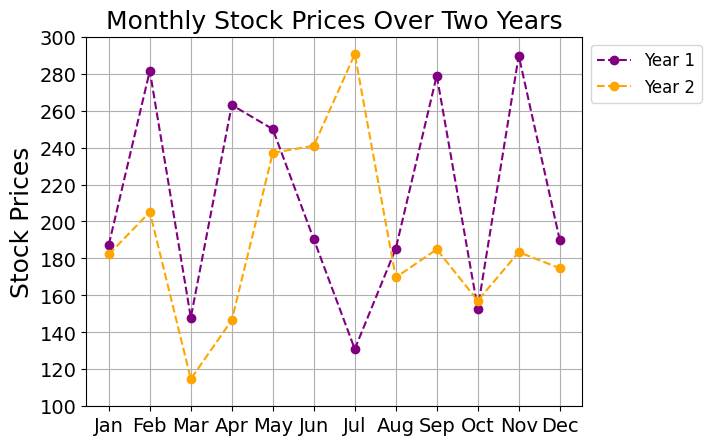 Monthly Stock Prices Over Two Years
300
280
260
240
220
200
180
160
140
120
100
Stock Prices
Jan Feb Mar Apr May Jun Jul Aug Sep Oct Nov Dec
Year 1
Year 2